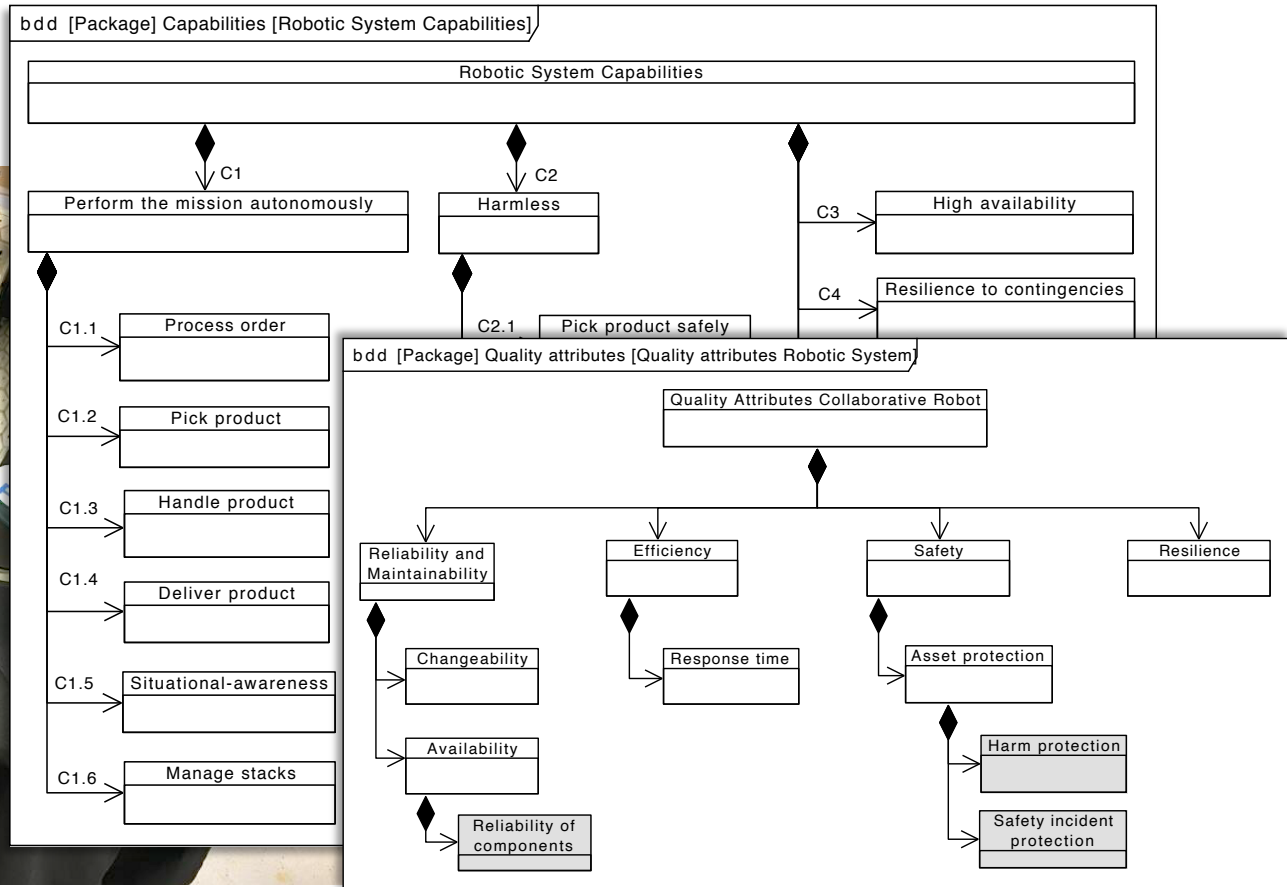 bdd [Package] Capabilities [Robotic System Capabilities]
Robotic System Capabilities
C1
C2
Perform the mission autonomously
Harmless
C3
High availability
C4
Resilience to contingencies
C1.1
Process order
C2.1
Pick product safely
C1.2
Pick product
C1.3
Handle product
C1.4
Deliver product
C1.5
Situational-awareness
C1.6
Manage stacks
bdd [Package] Quality attributes [Quality attributes Robotic System]
Quality Attributes Collaborative Robot
Reliability and
Maintainability
Efficiency
Safety
Resilience
Changeability
Response time
Asset protection
Availability
Harm protection
Reliability of
components
Safety incident
protection